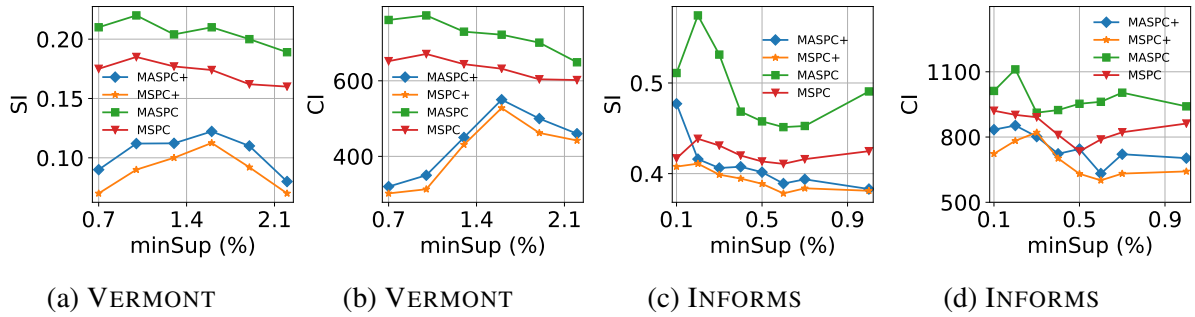 SI
0.20
0.15
0.10
0.7
1.4
2.1
minSup (%)
MASPC+
MSPC+
MASPC
MSPC
(a) VERMONT
CI
600
400
0.7
1.4
2.1
minSup (%)
MASPC+
MSPC+
MASPC
MSPC
(b) VERMONT
SI
0.5
0.4
0.1
0.5
0.9
minSup (%)
MASPC+
MSPC+
MASPC
MSPC
(c) INFORMS
CI
1100
800
500
0.1
0.5
0.9
minSup (%)
MASPC+
MSPC+
MASPC
MSPC
(d) INFORMS